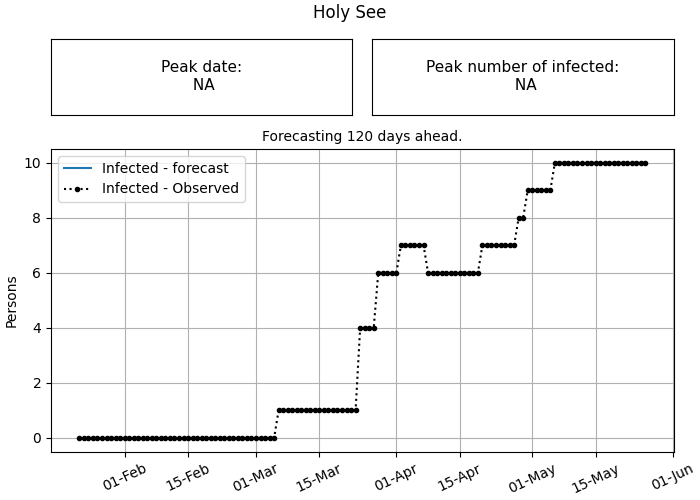 Holy See
Peak date:
NA
Peak number of infected:
NA
Forecasting 120 days ahead.
Infected - forecast
Infected - Observed
Persons
10
8
6
4
2
0
01-Feb
15-Feb
01-Mar
15-Mar
01-Apr
15-Apr
01-May
15-May
01-Jun